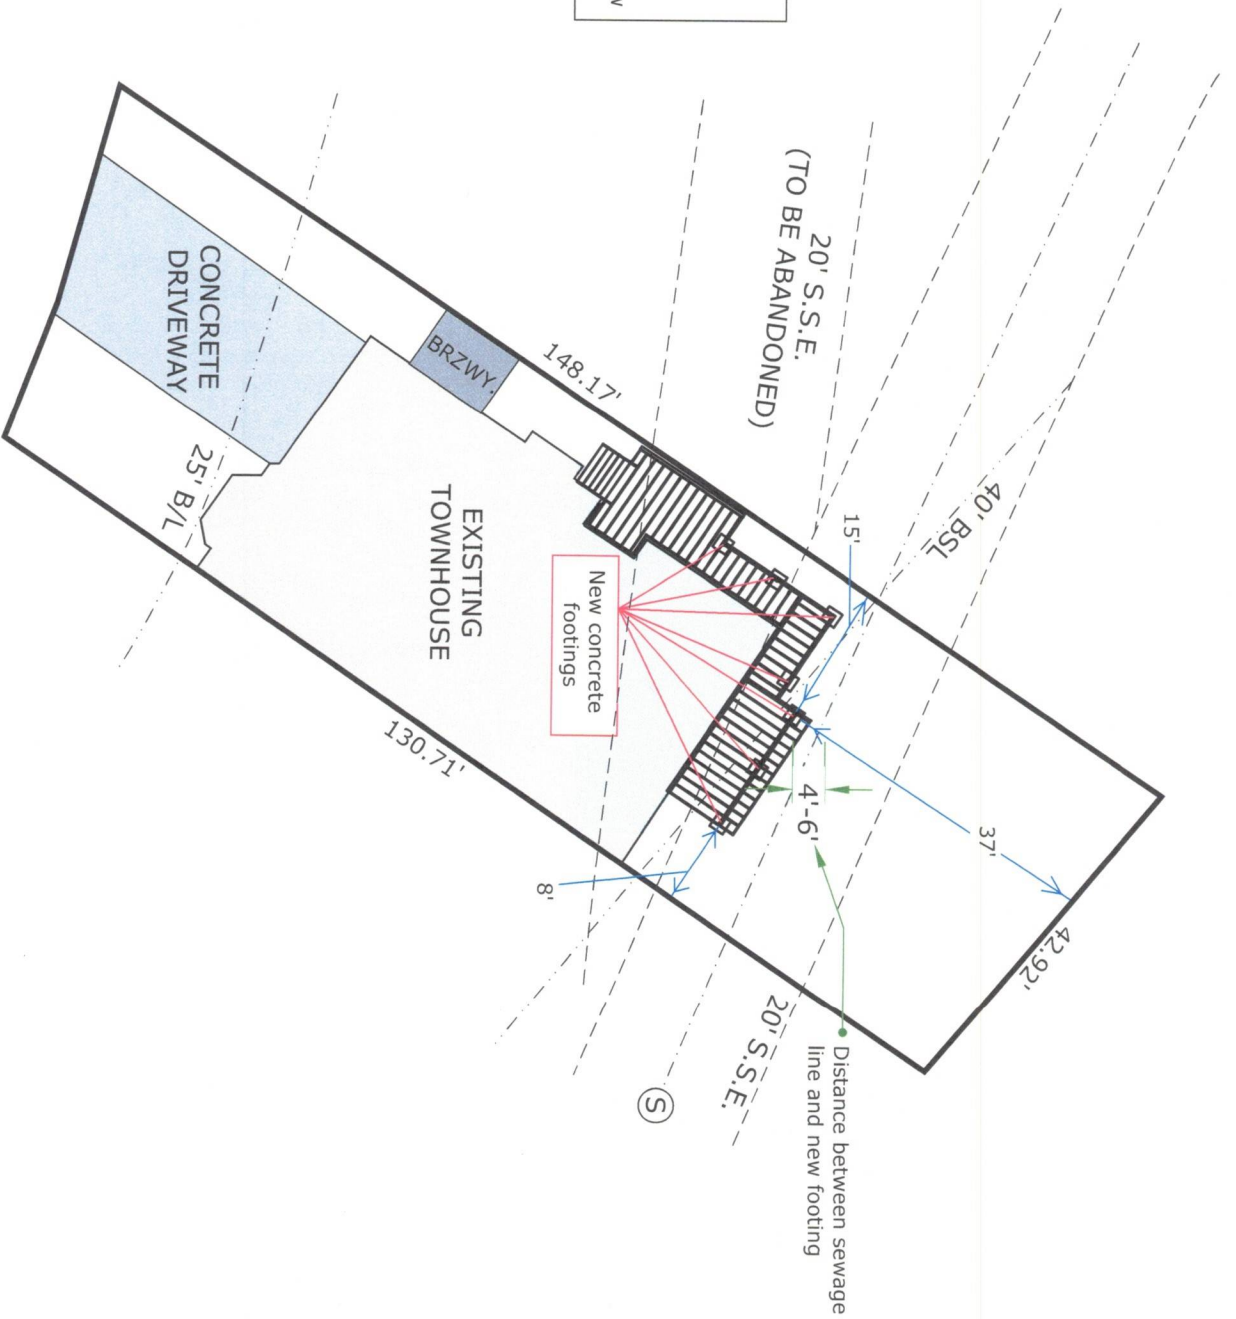 20' S.S.E.
(TO BE ABANDONED)
40' BSL
15'
148.17'
BRZWY.
CONCRETE
DRIVEWAY
25' B/L
EXISTING
TOWNHOUSE
New concrete
footings
130.71'
4'-6'
37'
8'
42.92'
20' S.S.E.
S
Distance between sewage
line and new footing